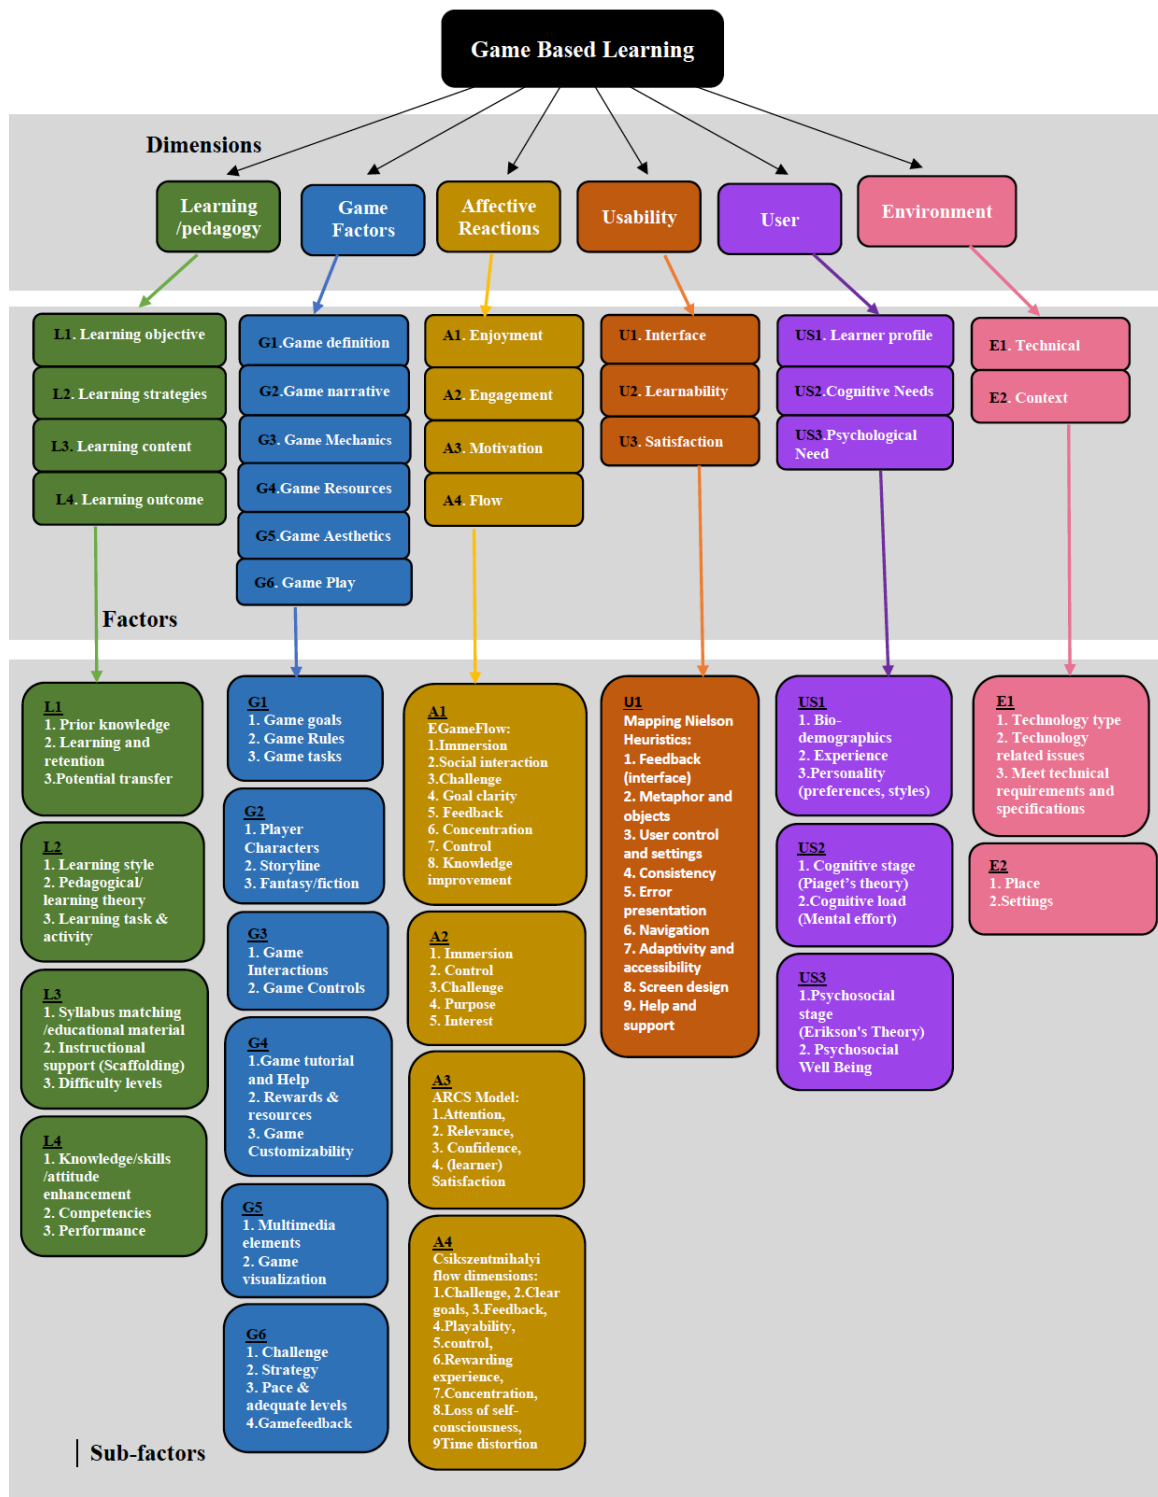 Game Based Learning
Dimensions
Learning
/pedagogy
Game
Factors
Affective
Reactions
Usability
User
Environment
L1. Learning objective
L2. Learning strategies
L3. Learning content
L4. Learning outcome
G1.Game definition
G2.Game narrative
G3. Game Mechanics
G4.Game Resources
G5.Game Aesthetics
G6. Game Play
A1. Enjoyment
A2. Engagement
A3. Motivation
A4. Flow
U1. Interface
U2. Learnability
U3. Satisfaction
US1. Learner profile
US2.Cognitive Needs
US3.Psychological
Need
E1. Technical
E2. Context
Factors
L1
1. Prior knowledge
2. Learning and
retention
3.Potential transfer
L2
1. Learning style
2. Pedagogical/
learning theory
3. Learning task &
activity
L3
1. Syllabus matching
/educational material
2. Instructional
support (Scaffolding)
3. Difficulty levels
L4
1. Knowledge/skills
/attitude
enhancement
2. Competencies
3. Performance
G1
1. Game goals
2. Game Rules
3. Game tasks
G2
1. Player
Characters
2. Storyline
3. Fantasy/fiction
G3
1. Game
Interactions
2. Game Controls
G4
1.Game tutorial
and Help
2. Rewards &
resources
3. Game
Customizability
G5
1. Multimedia
elements
2. Game
visualization
G6
1. Challenge
2. Strategy
3. Pace &
adequate levels
4.Gamefeedback
A1
EGameFlow:
1.Immersion
2.Social interaction
3.Challenge
4. Goal clarity
5. Feedback
6. Concentration
7. Control
8. Knowledge
improvement
A2
1. Immersion
2. Control
3.Challenge
4. Purpose
5. Interest
A3
ARCS Model:
1.Attention,
2. Relevance,
3. Confidence,
4. (learner)
Satisfaction
A4
Csikszentmihalyi
flow dimensions:
1.Challenge, 2.Clear
goals, 3.Feedback,
4.Playability,
5.control,
6.Rewarding
experience,
7.Concentration,
8.Loss of self-
consciousness,
9Time distortion
U1
Mapping Nielson
Heuristics:
1. Feedback
(interface)
2. Metaphor and
objects
3. User control
and settings
4. Consistency
5. Error
presentation
6. Navigation
7. Adaptivity and
accessibility
8. Screen design
9. Help and
support
US1
1. Bio-
demographics
2. Experience
3.Personality
(preferences, styles)
US2
1. Cognitive stage
(Piaget's theory)
2.Cognitive load
(Mental effort)
US3
1.Psychosocial
stage
(Erikson's Theory)
2. Psychosocial
Well Being
E1
1. Technology type
2. Technology
related issues
3. Meet technical
requirements and
specifications
E2
1. Place
2.Settings
Sub-factors